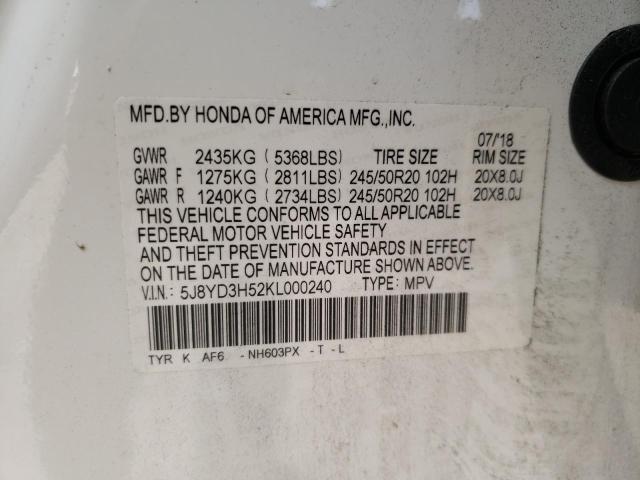 MFD.BY HONDA OF AMERICA MFG.,INC.
07/'18
GVWR 2435KG ( 5368LBS) TIRE SIZE RIM SIZE
GAWR F 1275KG ( 2811LBS) 245/50R20 102H 20X8.0J
GAWR R 1240KG ( 2734LBS) 245/50R20 102H 20X8.0J
THIS VEHICLE CONFORMS TO ALL APPLICABLE
FEDERAL MOTOR VEHICLE SAFETY
AND THEFT PREVENTION STANDARDS IN EFFECT
ON THE DATE OF MANUFACTURE SHOWN ABOVE.
V.I.N.: 5J8YD3H52KL000240 TYPE: MPV
TYR K AF6 -NH603PX -T -L